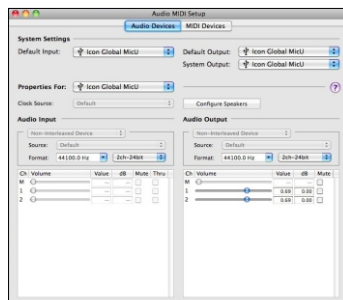 Audio MIDI Setup
Audio Devices MIDI Devices
System Settings
Default Input: Icon Global MicU
Default Output: Icon Global MicU
System Output: Icon Global MicU
Properties For: Icon Global MicU ?
Clock Source: Default
Configure Speakers
Audio Input
Non-Interleaved Device
Source: Default
Format: 44100.0 Hz 2ch-24bit
Ch Volume Value dB Mute Thru
M -- --
1 -- --
2 -- --
Audio Output
Non-Interleaved Device
Source: Default
Format: 44100.0 Hz 2ch-24bit
Ch Volume Value dB Mute
M -- --
1 0.69 0.00
2 0.69 0.00